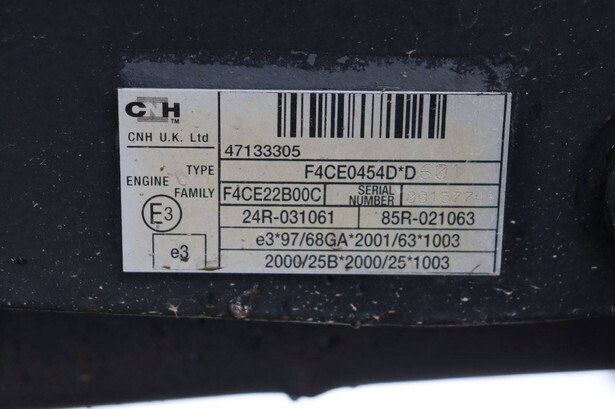 CNH
TM
CNH U.K. Ltd
47133305
ENGINE TYPE F4CE0454D*D
FAMILY F4CE22B00C SERIAL NUMBER
E3 24R-031061 85R-021063
e3 e3*97/68GA*2001/63*1003
2000/25B*2000/25*1003